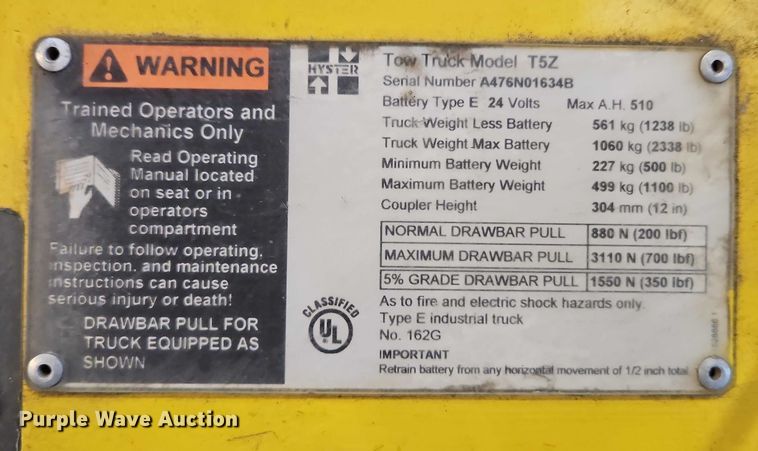 WARNING
Trained Operators and
Mechanics Only
Read Operating
Manual located
on seat or in
operators
compartment
Failure to follow operating,
inspection, and maintenance
instructions can cause
serious injury or death!
DRAWBAR PULL FOR
TRUCK EQUIPPED AS
SHOWN
HYSTER
Tow Truck Model T5Z
Serial Number A476N01634B
Battery Type E 24 Volts Max A.H. 510
Truck Weight Less Battery 561 kg (1238 lb)
Truck Weight Max Battery 1060 kg (2338 lb)
Minimum Battery Weight 227 kg (500 lb)
Maximum Battery Weight 499 kg (1100 lb)
Coupler Height 304 mm (12 in)
NORMAL DRAWBAR PULL 880 N (200 lbf)
MAXIMUM DRAWBAR PULL 3110 N (700 lbf)
5% GRADE DRAWBAR PULL 1550 N (350 lbf)
CLASSIFIED
UL
As to fire and electric shock hazards only.
Type E industrial truck
No. 162G
IMPORTANT
Retrain battery from any horizontal movement of 1/2 inch total
Purple Wave Auction